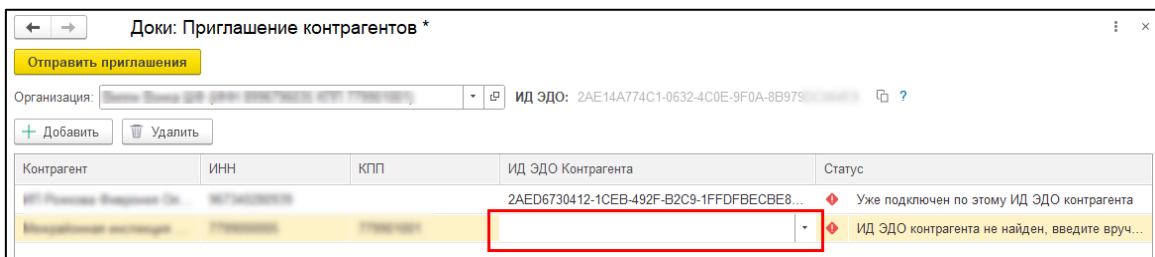 Доки: Приглашение контрагентов *
Отправить приглашения
Организация: ИД ЭДО: 2AE14A774C1-0632-4C0E-9F0A-8B979 ?
Добавить Удалить
Контрагент ИНН КПП ИД ЭДО Контрагента Статус
2AED6730412-1CEB-492F-B2C9-1FFDFBECBE8... Уже подключен по этому ИД ЭДО контрагента
ИД ЭДО контрагента не найден, введите вруч...